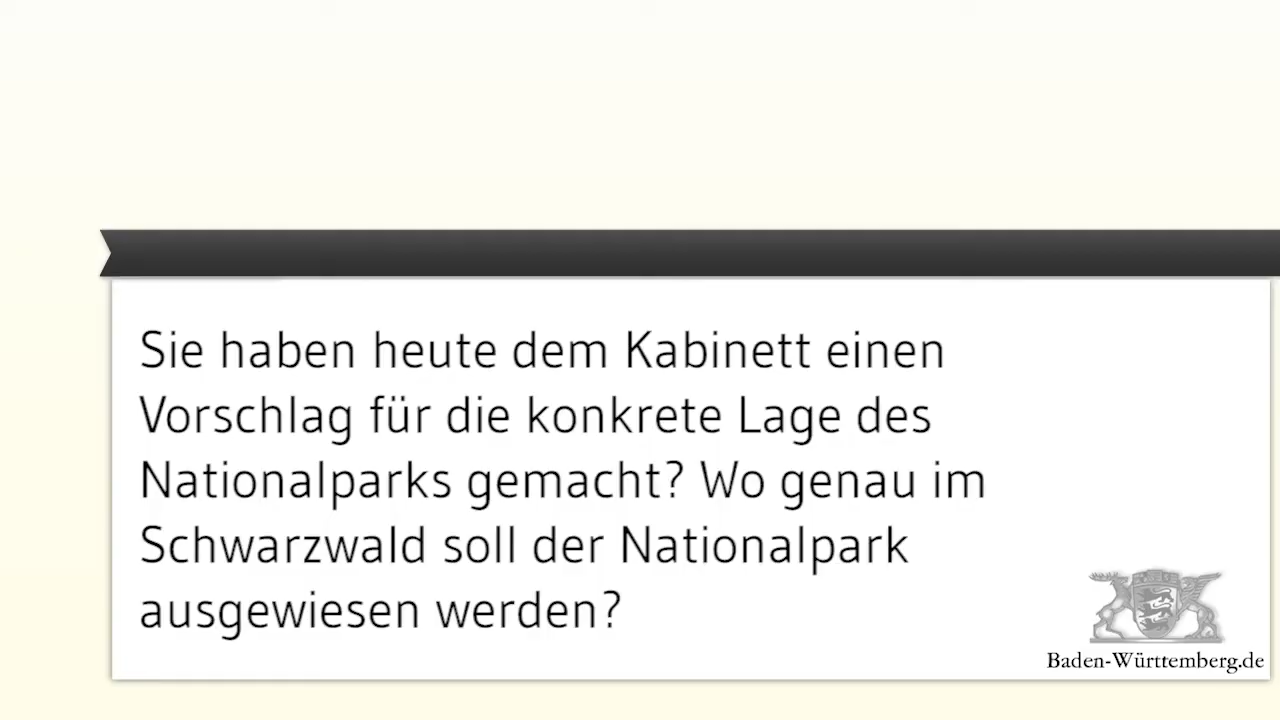 Sie haben heute dem Kabinett einen
Vorschlag für die konkrete Lage des
Nationalparks gemacht? Wo genau im
Schwarzwald soll der Nationalpark
ausgewiesen werden?
Baden-Württemberg.de